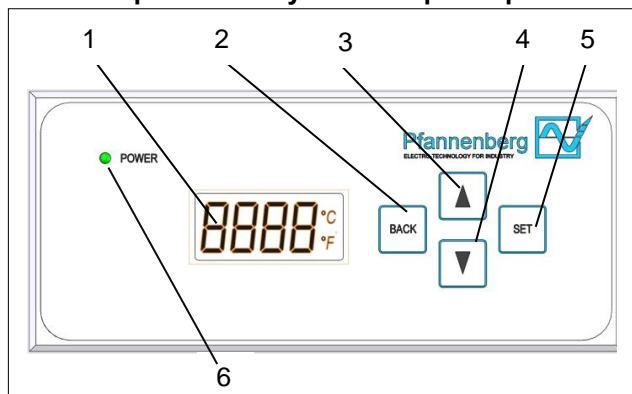 1 2 3 4 5
Pfannenberg
ELECTRO-TECHNOLOGY FOR INDUSTRY
POWER
8888 °C
°F
BACK SET
6